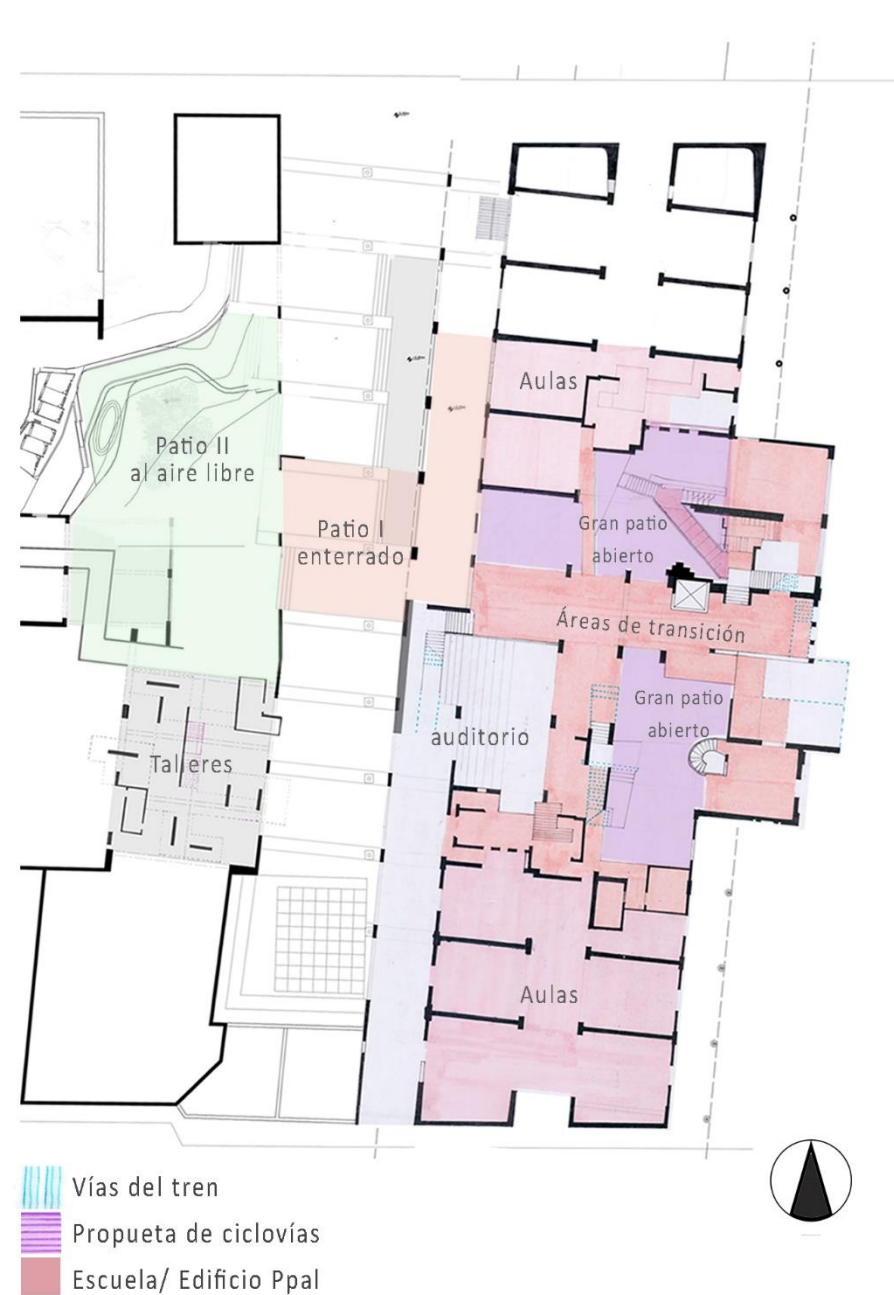 Aulas
Patio II
al aire libre
Patio I
enterrado
Gran patio
abierto
Áreas de transición
Gran patio
abierto
auditorio
Talleres
Aulas
Vías del tren
Propueta de ciclovías
Escuela/ Edificio Ppal